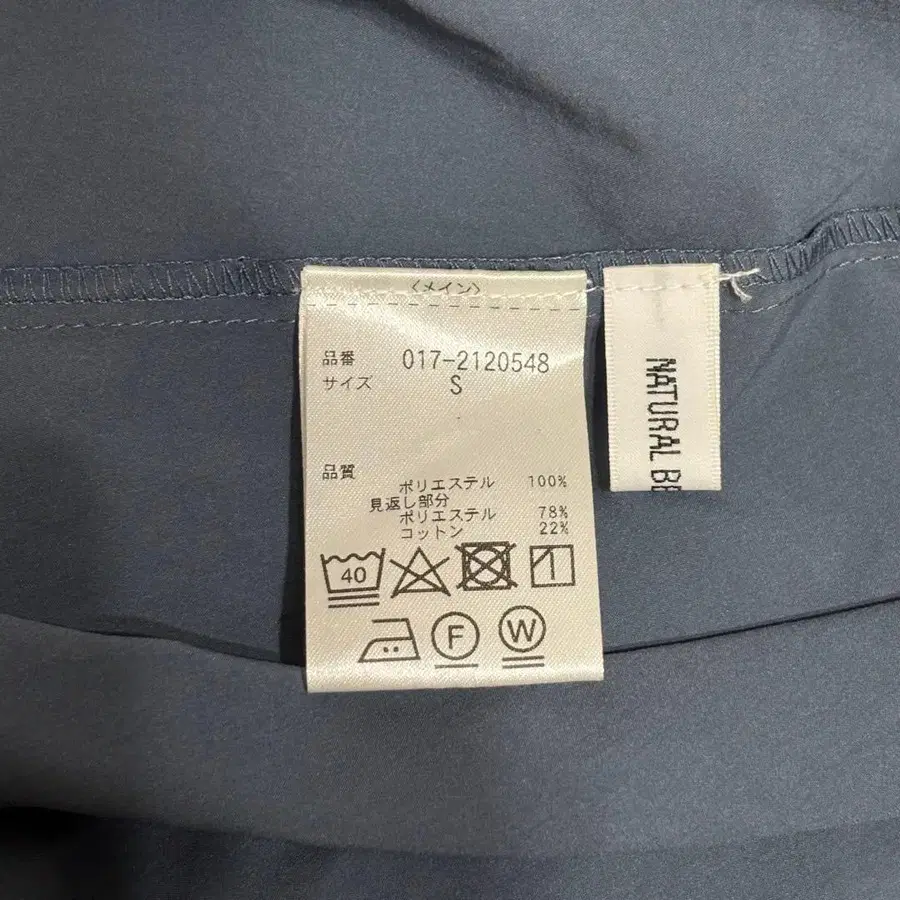 〈メイン〉
品番 017-2120548
サイズ S
品質
ポリエステル 100%
見返し部分
ポリエステル 78%
コットン 22%
40
F W
NATURAL BE